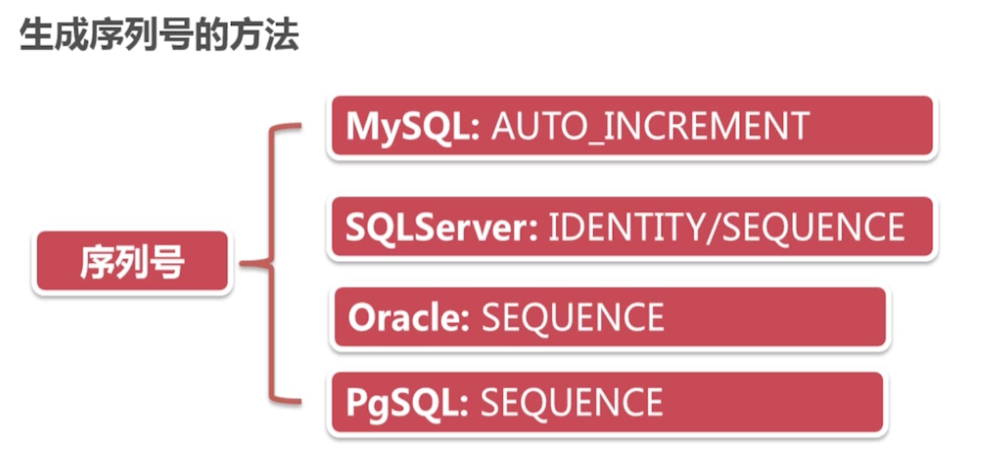 生成序列号的方法
MySQL: AUTO_INCREMENT
SQLServer: IDENTITY/SEQUENCE
序列号
Oracle: SEQUENCE
PgSQL: SEQUENCE